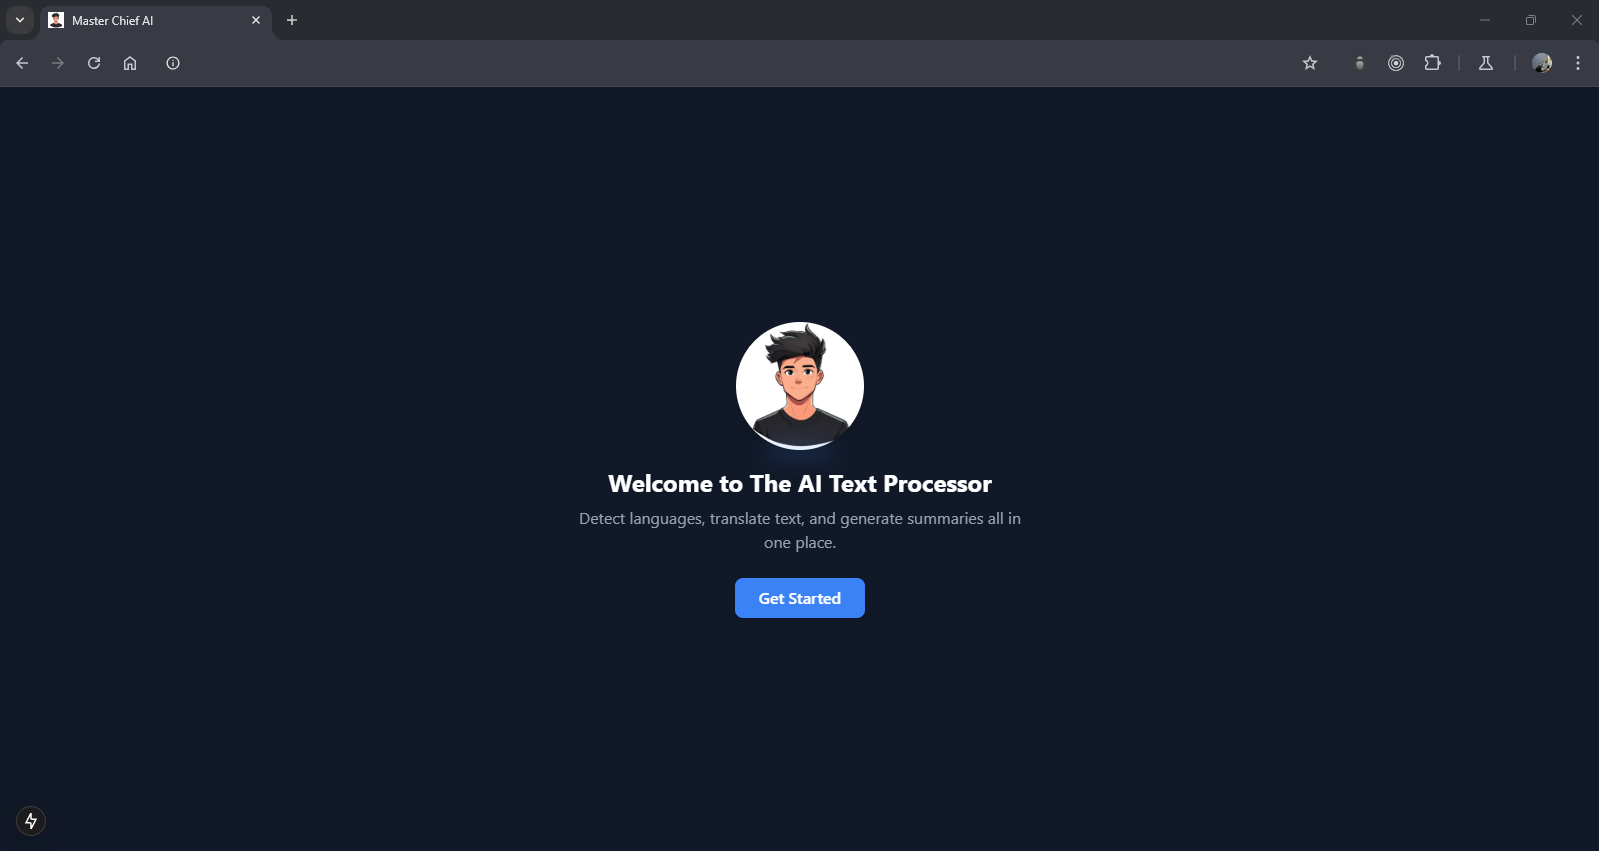 Master Chief AI
Welcome to The AI Text Processor
Detect languages, translate text, and generate summaries all in
one place.
Get Started